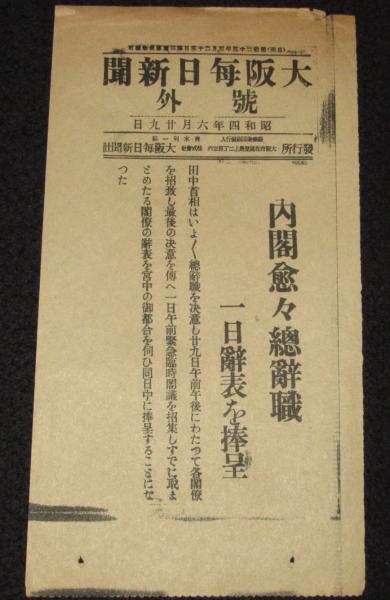 大阪每日新聞
號外
昭和四年六月廿九日
發行所
大阪每日新聞社
內閣愈々總辭職
一日辭表を捧呈
田中首相はいよ〱總辭職を決意し廿九日午前午後にわたつて各閣僚
を招致し最後の決意を傳へ一日午前緊急臨時閣議を招集しすでに取ま
とめたる閣僚の辭表を宮中の御都合を伺ひ同日中に捧呈することにな
つた